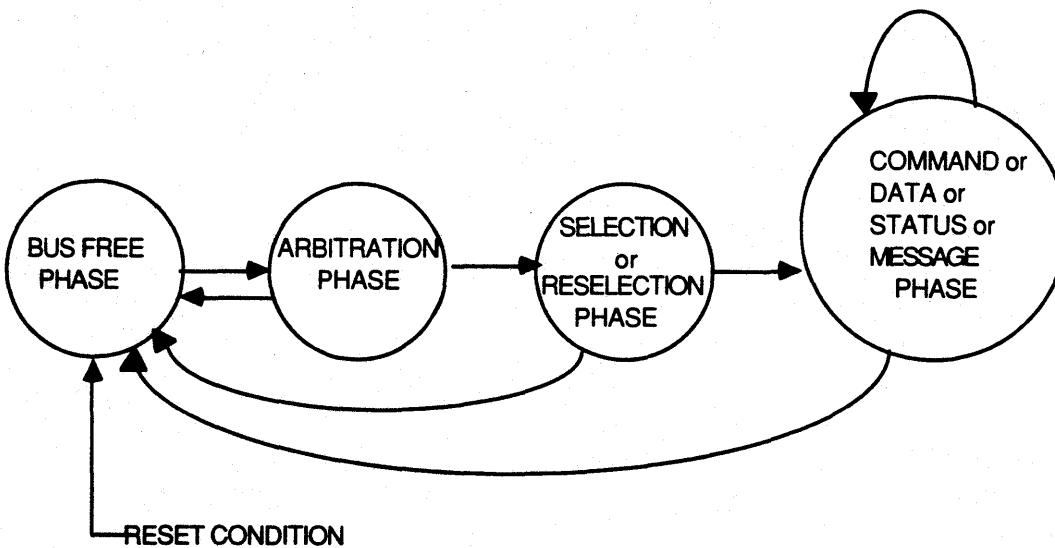 BUS FREE
PHASE
ARBITRATION
PHASE
SELECTION
or
RESELECTION
PHASE
COMMAND or
DATA or
STATUS or
MESSAGE
PHASE
RESET CONDITION